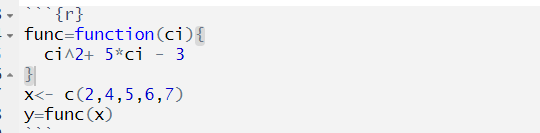 ```{r}
func=function(ci){
ci^2+ 5*ci - 3
}
x<- c(2,4,5,6,7)
y=func(x)
```